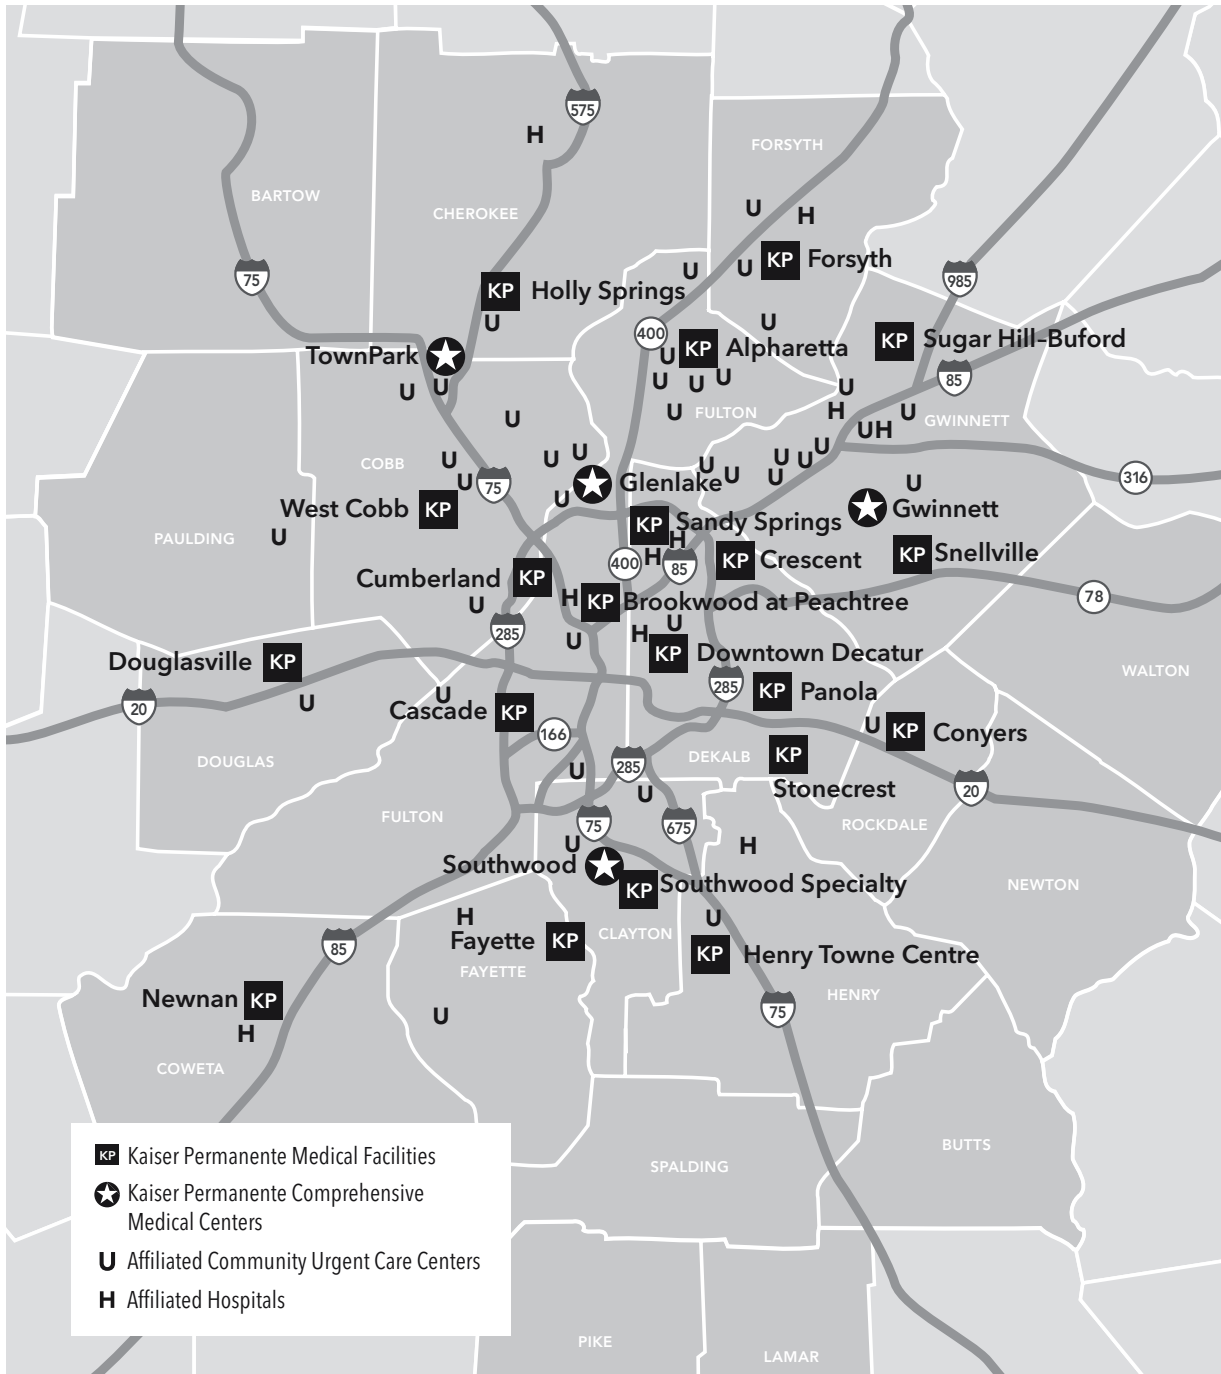 575
H
FORSYTH
BARTOW
CHEROKEE
U
H
KP Forsyth
U
U
75
985
KP Holly Springs
U
U
400
KP Alpharetta
KP Sugar Hill–Buford
TownPark
U
U
U
U
U
U
85
U
U
FULTON
H
U
GWINNETT
U
UH
COBB
U
U
U
U
U
U
U
U
U
U
316
U
75
Glenlake
U
U
West Cobb KP
Gwinnett
KP Sandy Springs
PAULDING
U
H
H
KP Crescent
KP Snellville
400
85
Cumberland KP
78
U
H
KP Brookwood at Peachtree
285
U
H
U
KP Downtown Decatur
Douglasville KP
WALTON
285
KP Panola
20
U
U
Cascade KP
U
KP Conyers
166
DOUGLAS
DEKALB
KP
Stonecrest
285
U
20
U
FULTON
75
675
ROCKDALE
U
H
Southwood
KP Southwood Specialty
NEWTON
H
U
CLAYTON
Fayette KP
KP Henry Towne Centre
85
FAYETTE
HENRY
Newnan KP
75
U
H
COWETA
BUTTS
SPALDING
KP Kaiser Permanente Medical Facilities
Kaiser Permanente Comprehensive
Medical Centers
U Affiliated Community Urgent Care Centers
H Affiliated Hospitals
PIKE
LAMAR